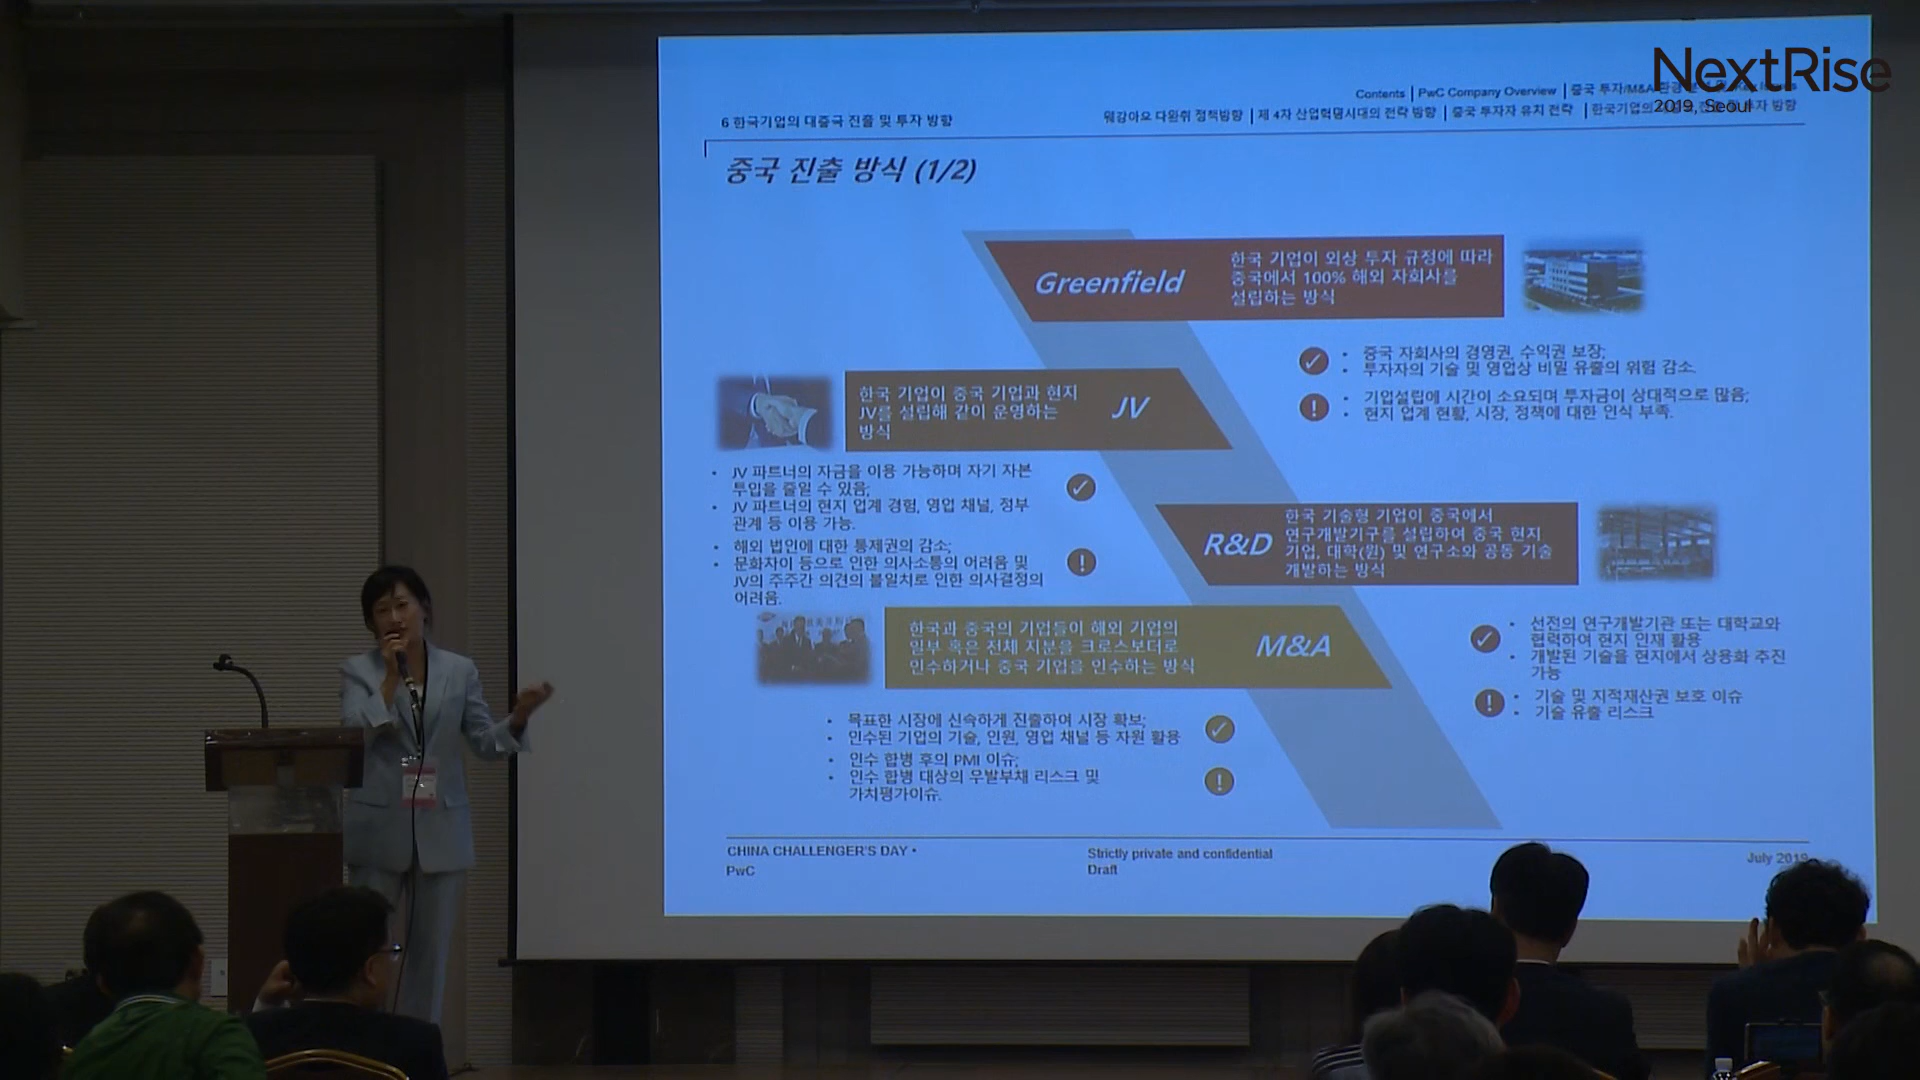 NextRise
2019, Seoul
Contents | PwC Company Overview | 중국 투자/M&A
6 한국기업의 대중국 진출 및 투자 방향
웨강아오 다완취 정책방향 | 제 4차 산업혁명시대의 전략 방향 | 중국 투자자 유치 전략 | 한국기업의
중국 진출 방식 (1/2)
Greenfield
한국 기업이 외상 투자 규정에 따라
중국에서 100% 해외 자회사를
설립하는 방식
• 중국 자회사의 경영권, 수익권 보장;
• 투자자의 기술 및 영업상 비밀 유출의 위험 감소.
• 기업설립에 시간이 소요되며 투자금이 상대적으로 많음;
• 현지 업계 현황, 시장, 정책에 대한 인식 부족.
한국 기업이 중국 기업과 현지
JV를 설립해 같이 운영하는
방식
JV
• JV 파트너의 자금을 이용 가능하며 자기 자본
투입을 줄일 수 있음;
• JV 파트너의 현지 업계 경험, 영업 채널, 정부
관계 등 이용 가능.
• 해외 법인에 대한 통제권의 감소;
• 문화차이 등으로 인한 의사소통의 어려움 및
JV의 주주간 의견의 불일치로 인한 의사결정의
어려움.
R&D
한국 기술형 기업이 중국에서
연구개발기구를 설립하여 중국 현지
기업, 대학(원) 및 연구소와 공동 기술
개발하는 방식
• 선전의 연구개발기관 또는 대학교와
협력하여 현지 인재 활용
• 개발된 기술을 현지에서 상용화 추진
가능
• 기술 및 지적재산권 보호 이슈
• 기술 유출 리스크
한국과 중국의 기업들이 해외 기업의
일부 혹은 전체 지분을 크로스보더로
인수하거나 중국 기업을 인수하는 방식
M&A
• 목표한 시장에 신속하게 진출하여 시장 확보;
• 인수된 기업의 기술, 인원, 영업 채널 등 자원 활용
• 인수 합병 후의 PMI 이슈;
• 인수 합병 대상의 우발부채 리스크 및
가치평가이슈.
CHINA CHALLENGER'S DAY •
PwC
Strictly private and confidential
Draft
July 2019